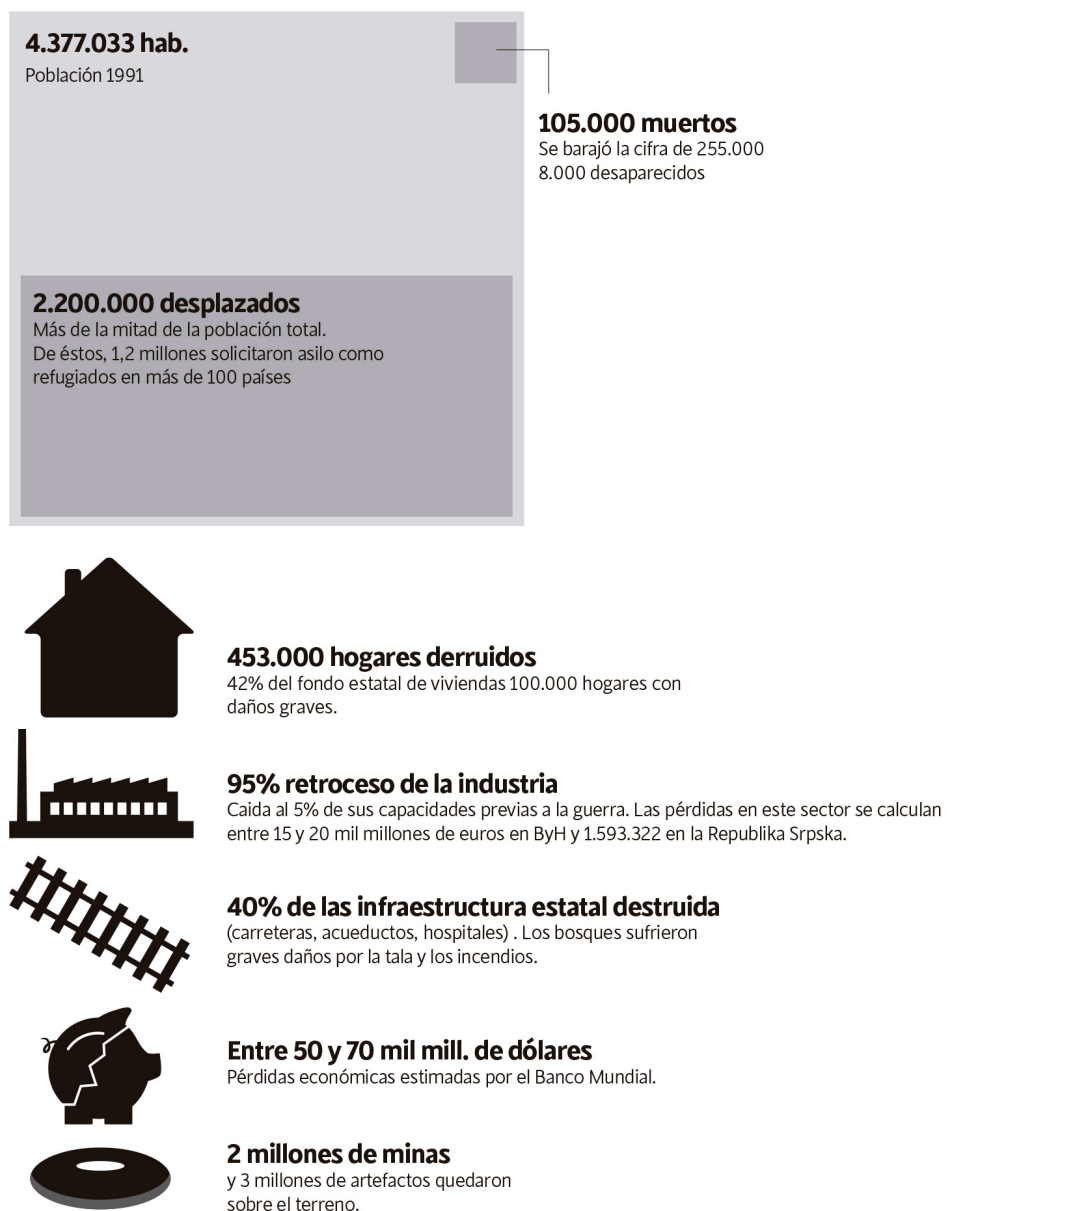 4.377.033 hab.
Población 1991
105.000 muertos
Se barajó la cifra de 255.000
8.000 desaparecidos
2.200.000 desplazados
Más de la mitad de la población total.
De éstos, 1,2 millones solicitaron asilo como
refugiados en más de 100 países
453.000 hogares derruidos
42% del fondo estatal de viviendas 100.000 hogares con
daños graves.
95% retroceso de la industria
Caida al 5% de sus capacidades previas a la guerra. Las pérdidas en este sector se calculan
entre 15 y 20 mil millones de euros en ByH y 1.593.322 en la Republika Srpska.
40% de las infraestructura estatal destruida
(carreteras, acueductos, hospitales) . Los bosques sufrieron
graves daños por la tala y los incendios.
Entre 50 y 70 mil mill. de dólares
Pérdidas económicas estimadas por el Banco Mundial.
2 millones de minas
y 3 millones de artefactos quedaron
sobre el terreno.